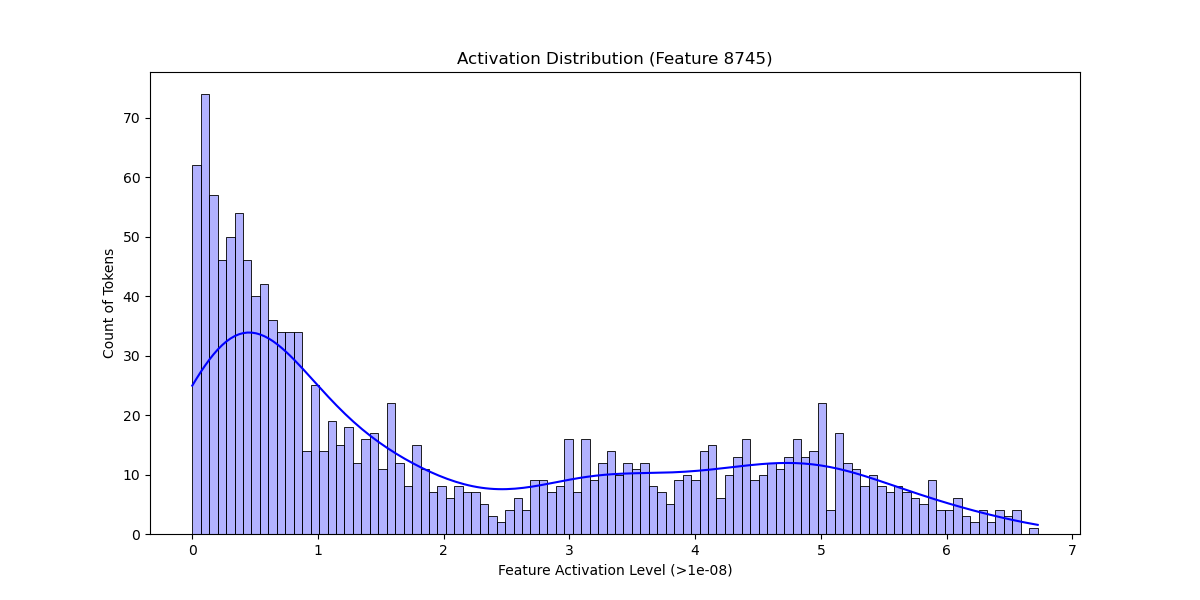 Activation Distribution (Feature 8745)
Count of Tokens
70
60
50
40
30
20
10
0
0 1 2 3 4 5 6 7
Feature Activation Level (>1e-08)